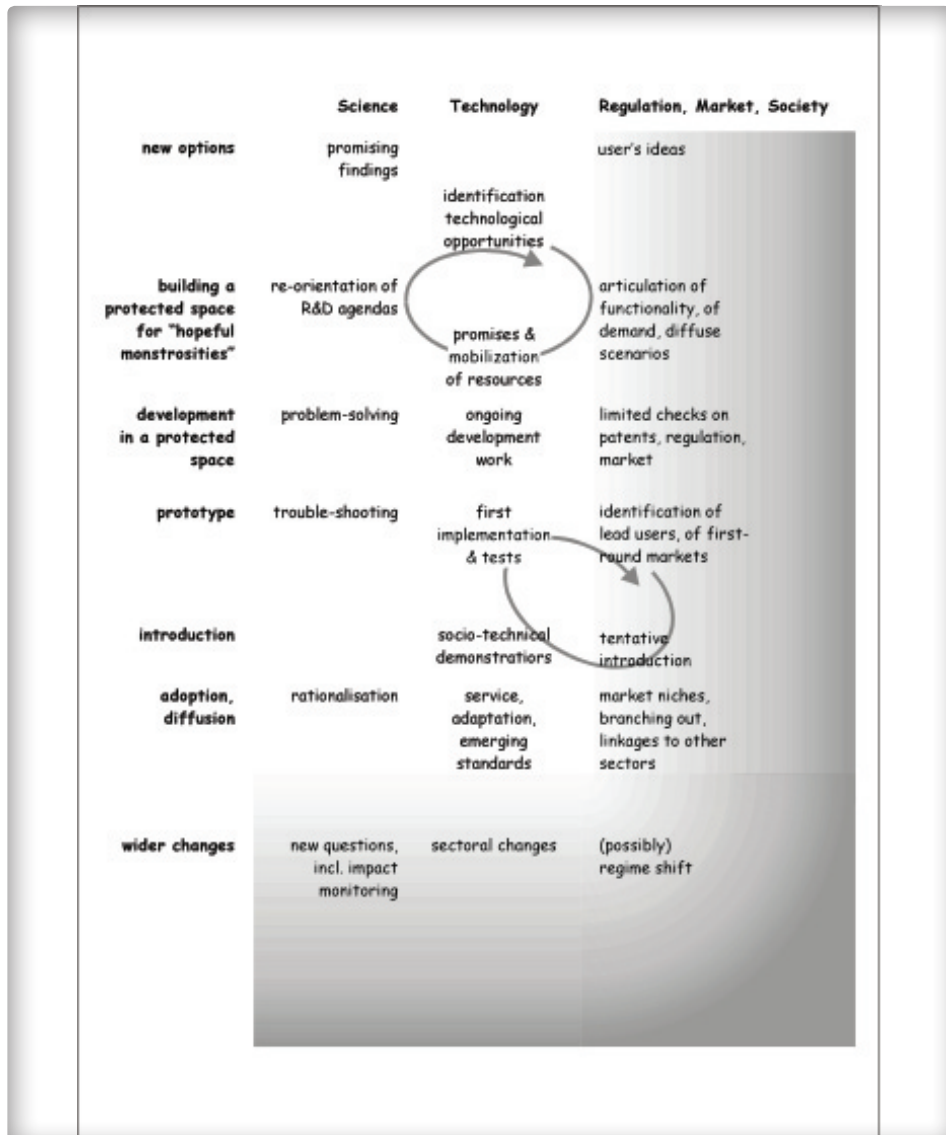 Science Technology Regulation, Market, Society
new options promising user's ideas
findings
identification
technological
opportunities
building a re-orientation of articulation of
protected space R&D agendas functionality, of
for "hopeful promises & demand, diffuse
monstrosities" mobilization scenarios
of resources
development problem-solving ongoing limited checks on
in a protected development patents, regulation,
space work market
prototype trouble-shooting first identification of
implementation lead users, of first-
& tests round markets
introduction socio-technical tentative
demonstratiors introduction
adoption, rationalisation service, market niches,
diffusion adaptation, branching out,
emerging linkages to other
standards sectors
wider changes new questions, sectoral changes (possibly)
incl. impact regime shift
monitoring